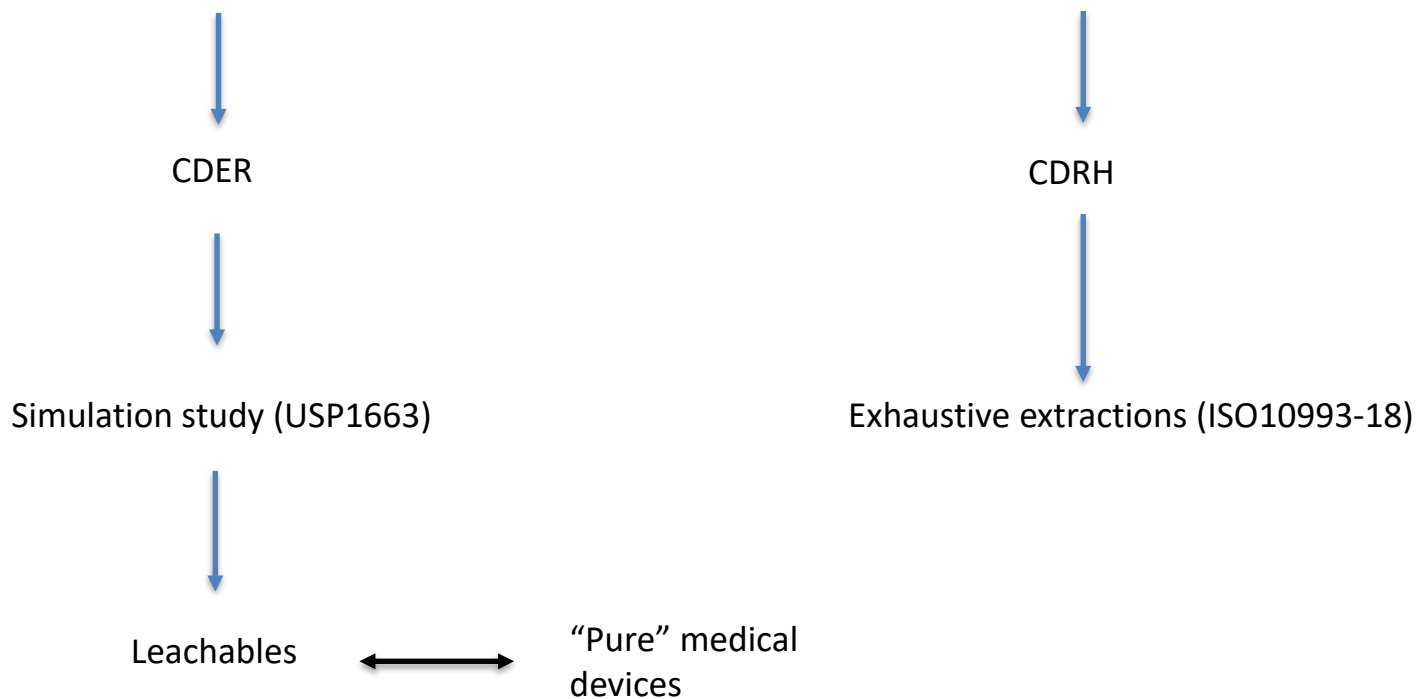 CDER
CDRH
Simulation study (USP1663)
Exhaustive extractions (ISO10993-18)
Leachables
“Pure” medical
devices